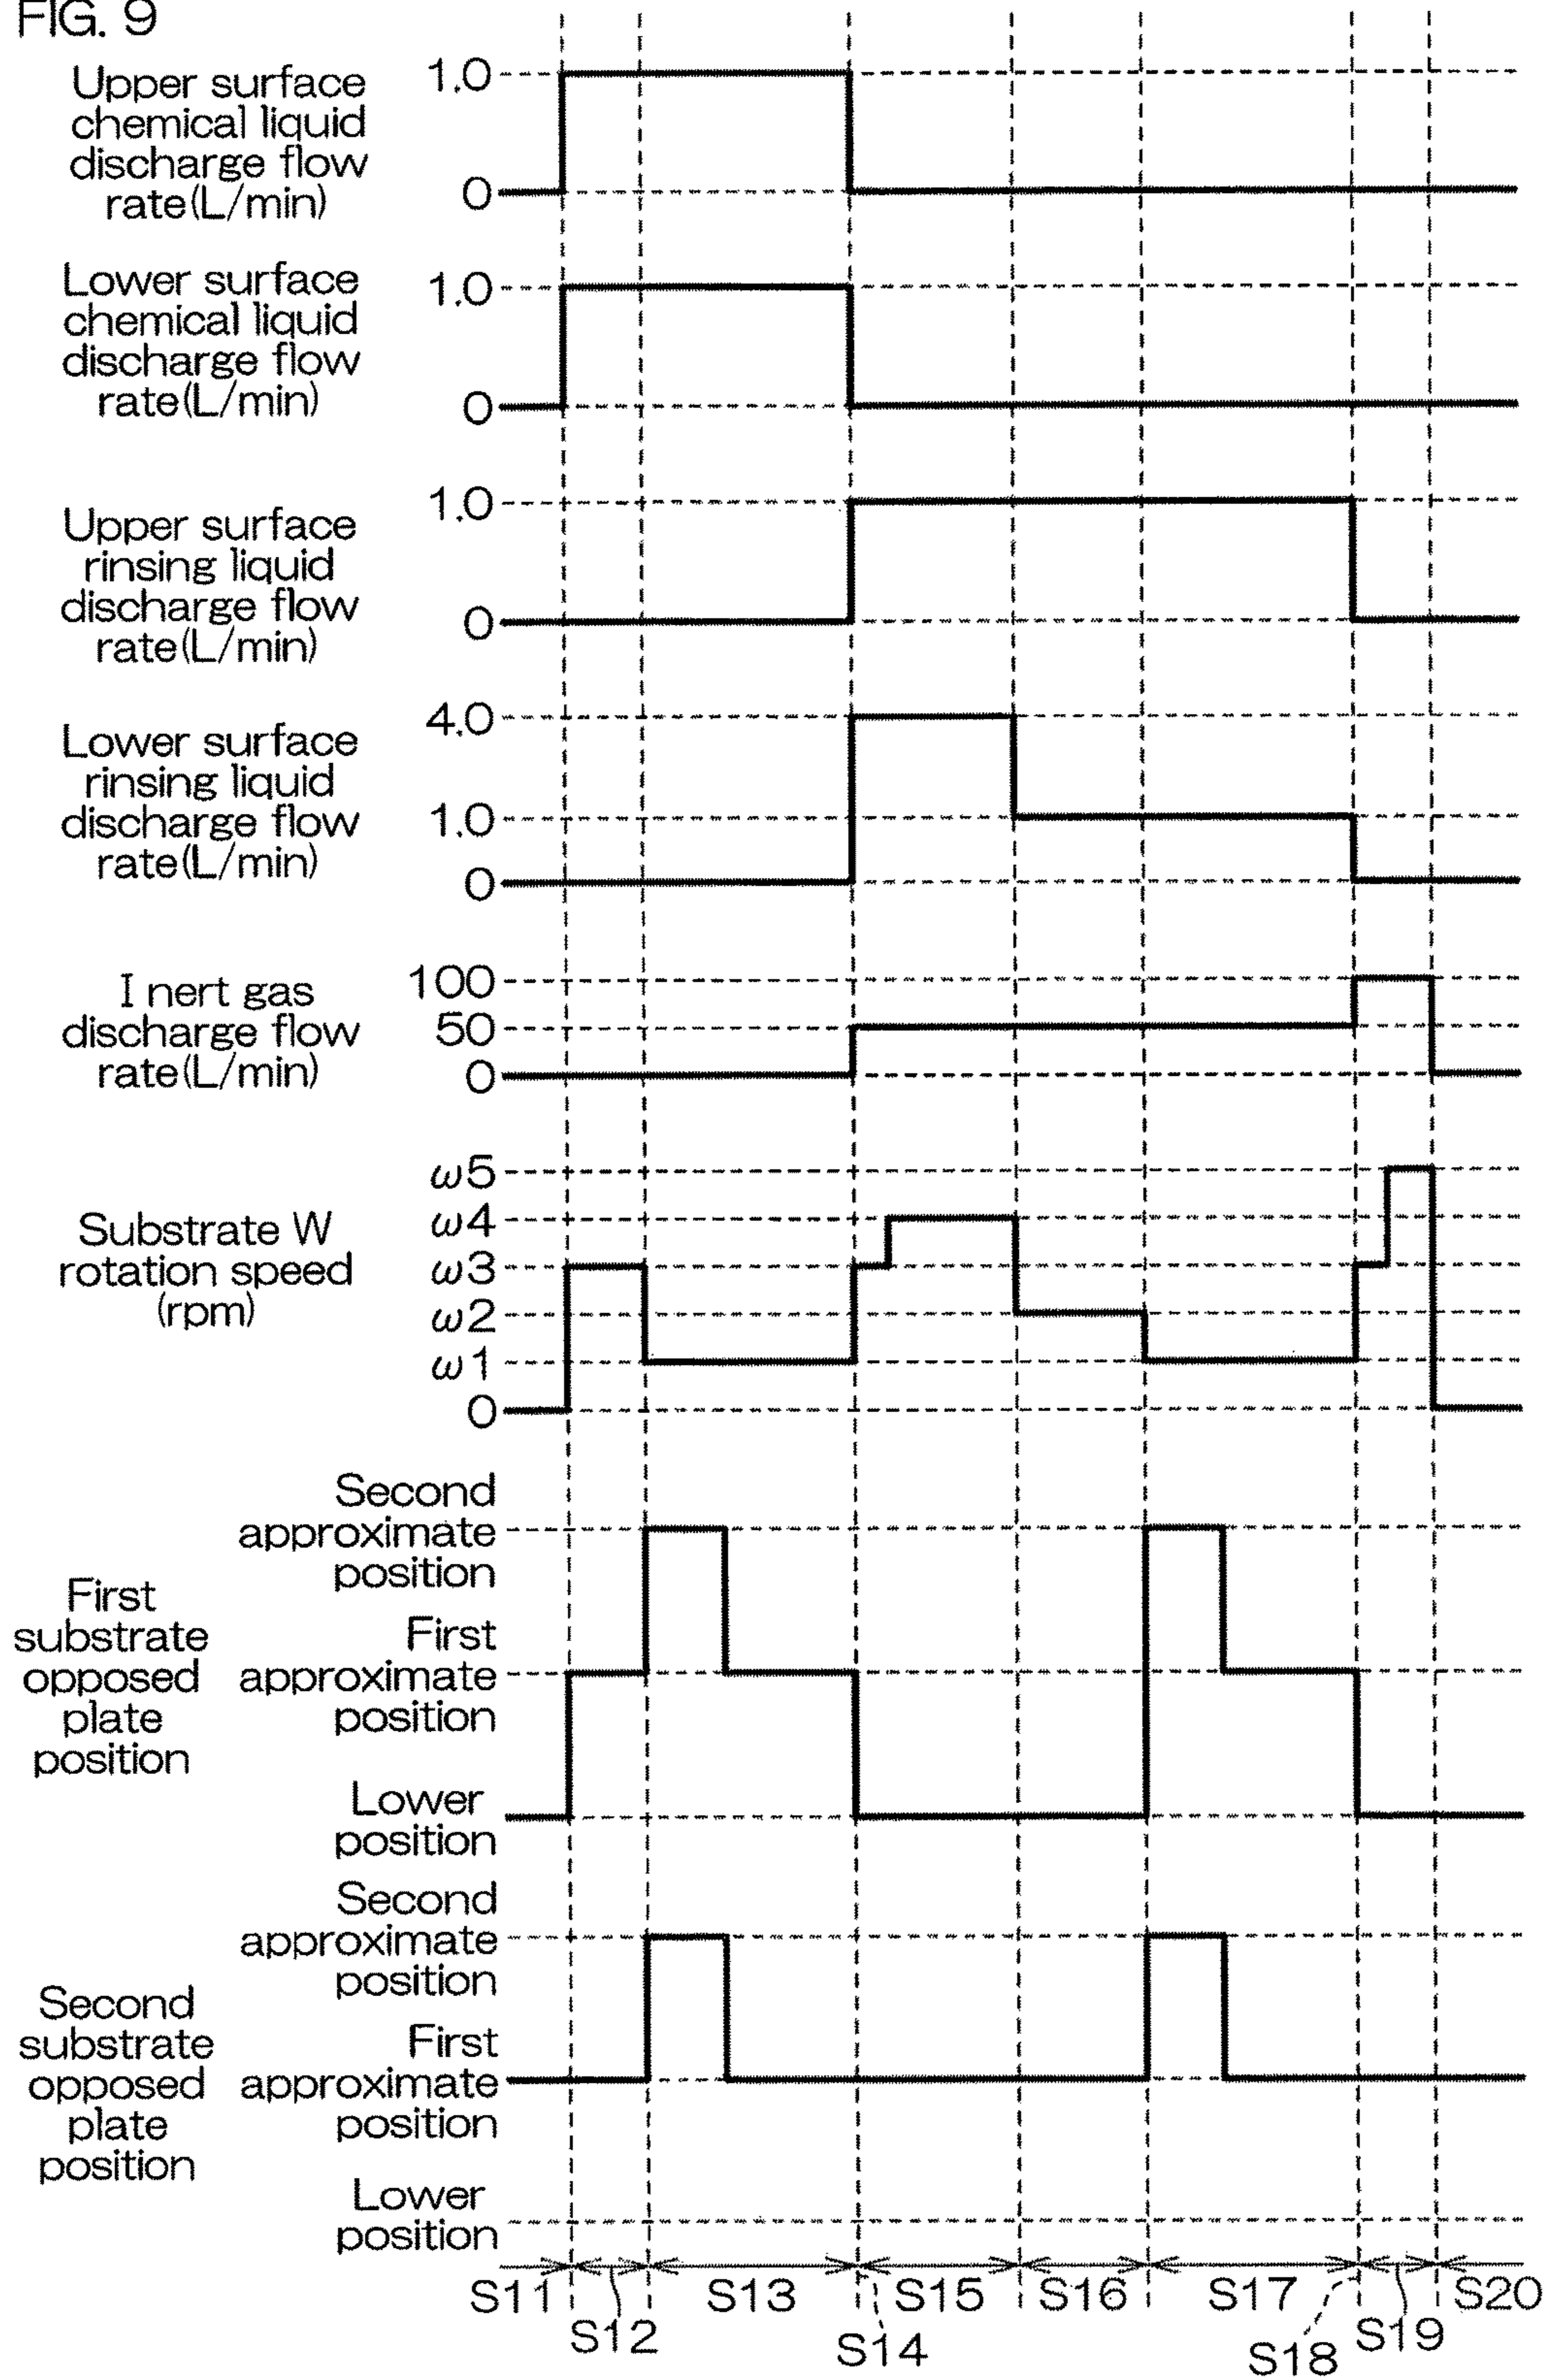 FIG. 9
Upper surface
chemical liquid
discharge flow
rate(L/min)
1.0
0
Lower surface
chemical liquid
discharge flow
rate(L/min)
1.0
0
Upper surface
rinsing liquid
discharge flow
rate(L/min)
1.0
0
Lower surface
rinsing liquid
discharge flow
rate(L/min)
4.0
1.0
0
I nert gas
discharge flow
rate(L/min)
100
50
0
Substrate W
rotation speed
(rpm)
ω5
ω4
ω3
ω2
ω1
0
First
substrate
opposed
plate
position
Second
approximate
position
First
approximate
position
Lower
position
Second
substrate
opposed
plate
position
Second
approximate
position
First
approximate
position
Lower
position
S11 S12 S13 S14 S15 S16 S17 S18 S19 S20